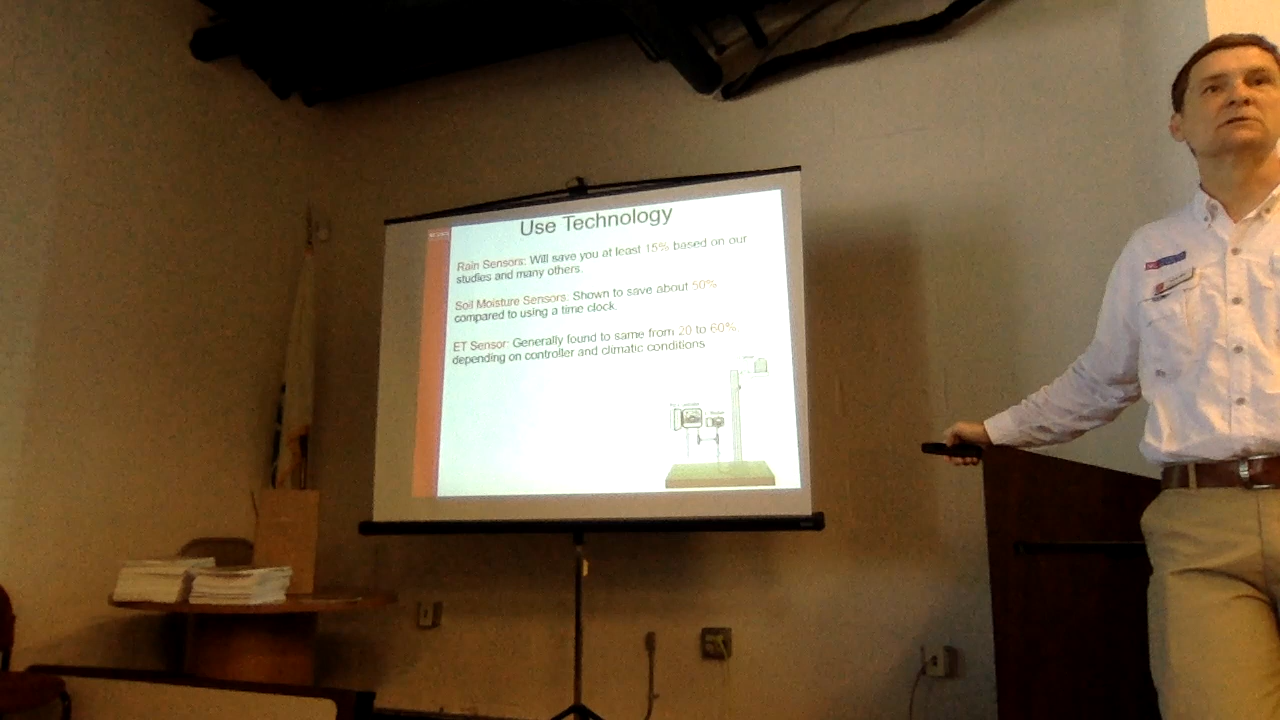 Use Technology
Rain Sensors: Will save you at least 15% based on our
studies and many others.
Soil Moisture Sensors: Shown to save about 50%
compared to using a time clock.
ET Sensor: Generally found to same from 20 to 60%
depending on controller and climatic conditions